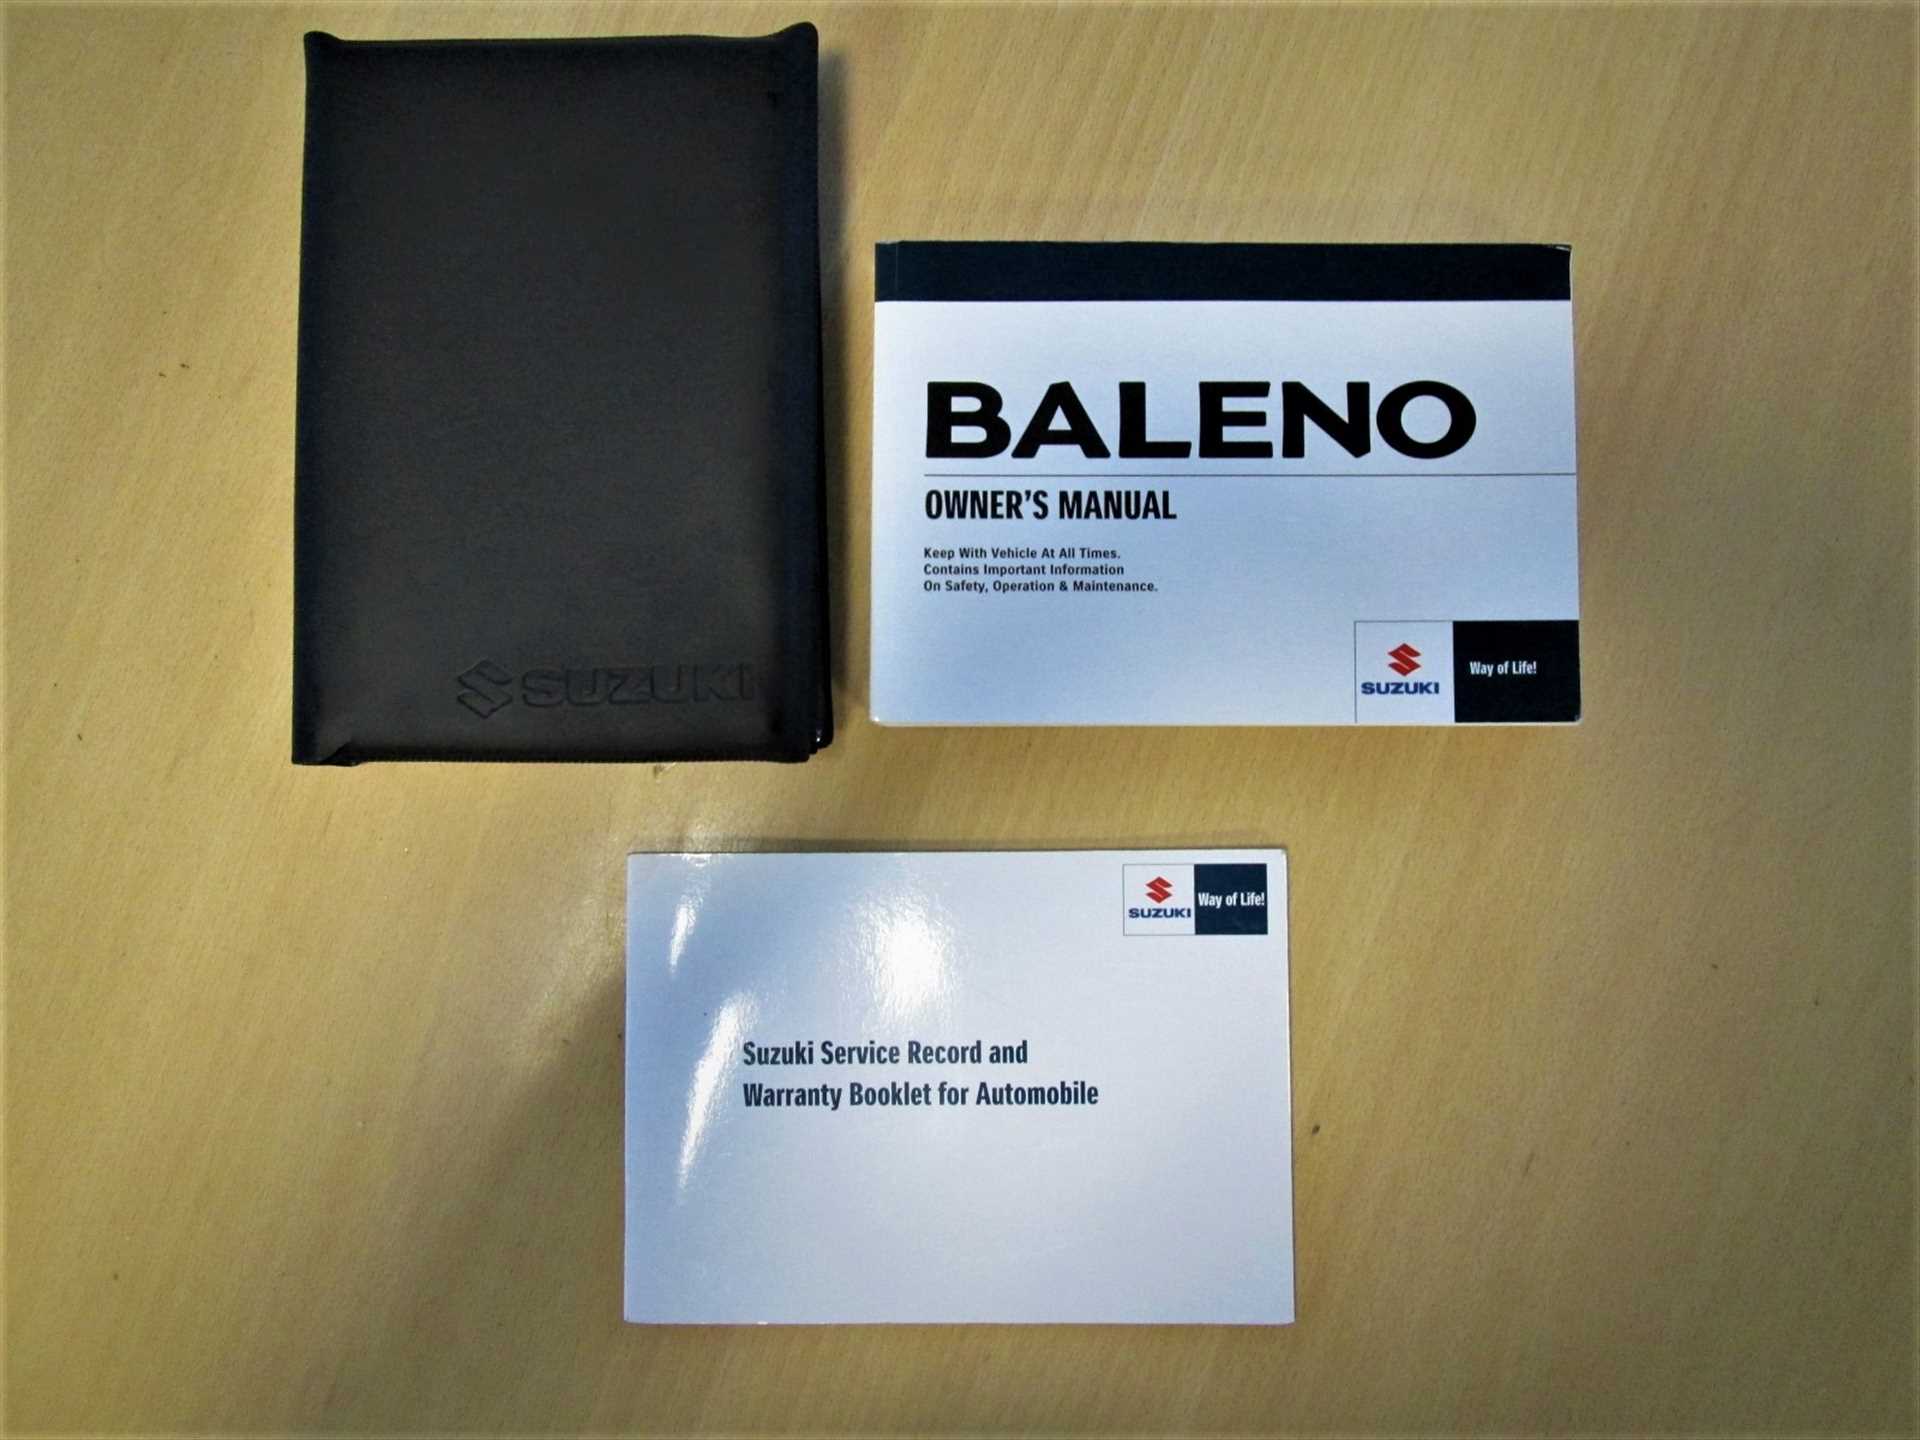 SUZUKI
BALENO
OWNER'S MANUAL
Keep With Vehicle At All Times.
Contains Important Information
On Safety, Operation & Maintenance.
SUZUKI
Way of Life!
SUZUKI
Way of Life!
Suzuki Service Record and
Warranty Booklet for Automobile